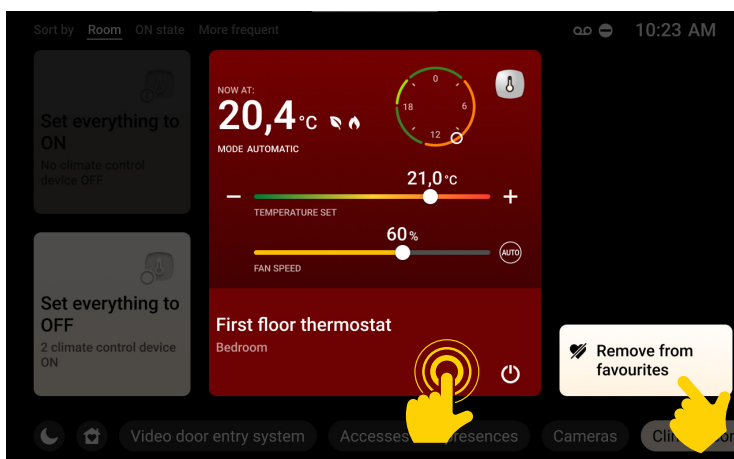 Sort by Room ON state More frequent
10:23 AM
Set everything to
ON
No climate control
device OFF
NOW AT:
20,4 °C
MODE AUTOMATIC
0
6
12
18
21,0 °C
TEMPERATURE SET
60 %
AUTO
FAN SPEED
Set everything to
OFF
2 climate control device
ON
First floor thermostat
Bedroom
Remove from
favourites
Video door entry system
Accesses
Cameras